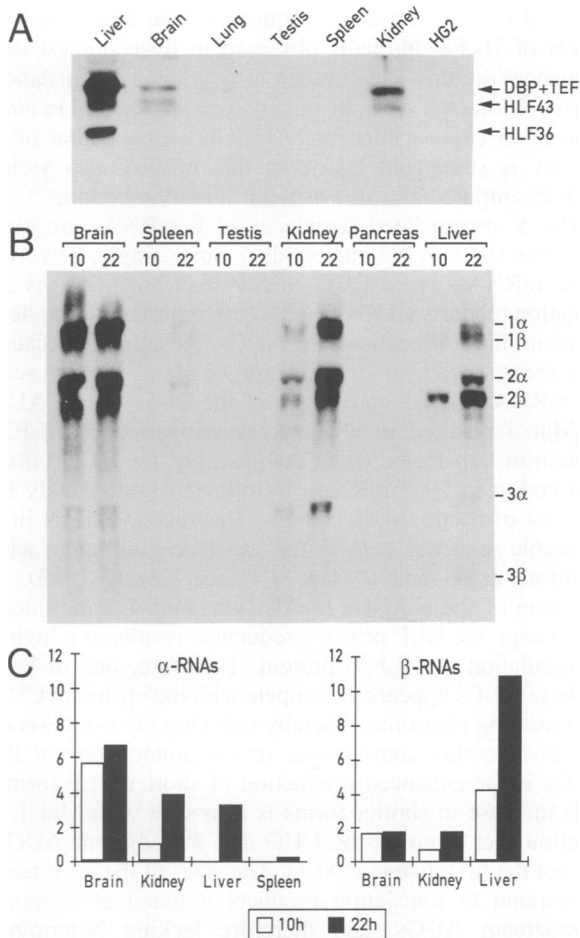 A
Liver Brain Lung Testis Spleen Kidney HG2
DBP+TEF
HLF43
HLF36
B
Brain Spleen Testis Kidney Pancreas Liver
10 22 10 22 10 22 10 22 10 22 10 22
1α
1β
2α
2β
3α
3β
C
α-RNAs
β-RNAs
12 12
10 10
8 8
6 6
4 4
2 2
0 0
Brain Kidney Liver Spleen
Brain Kidney Liver
10h 22h